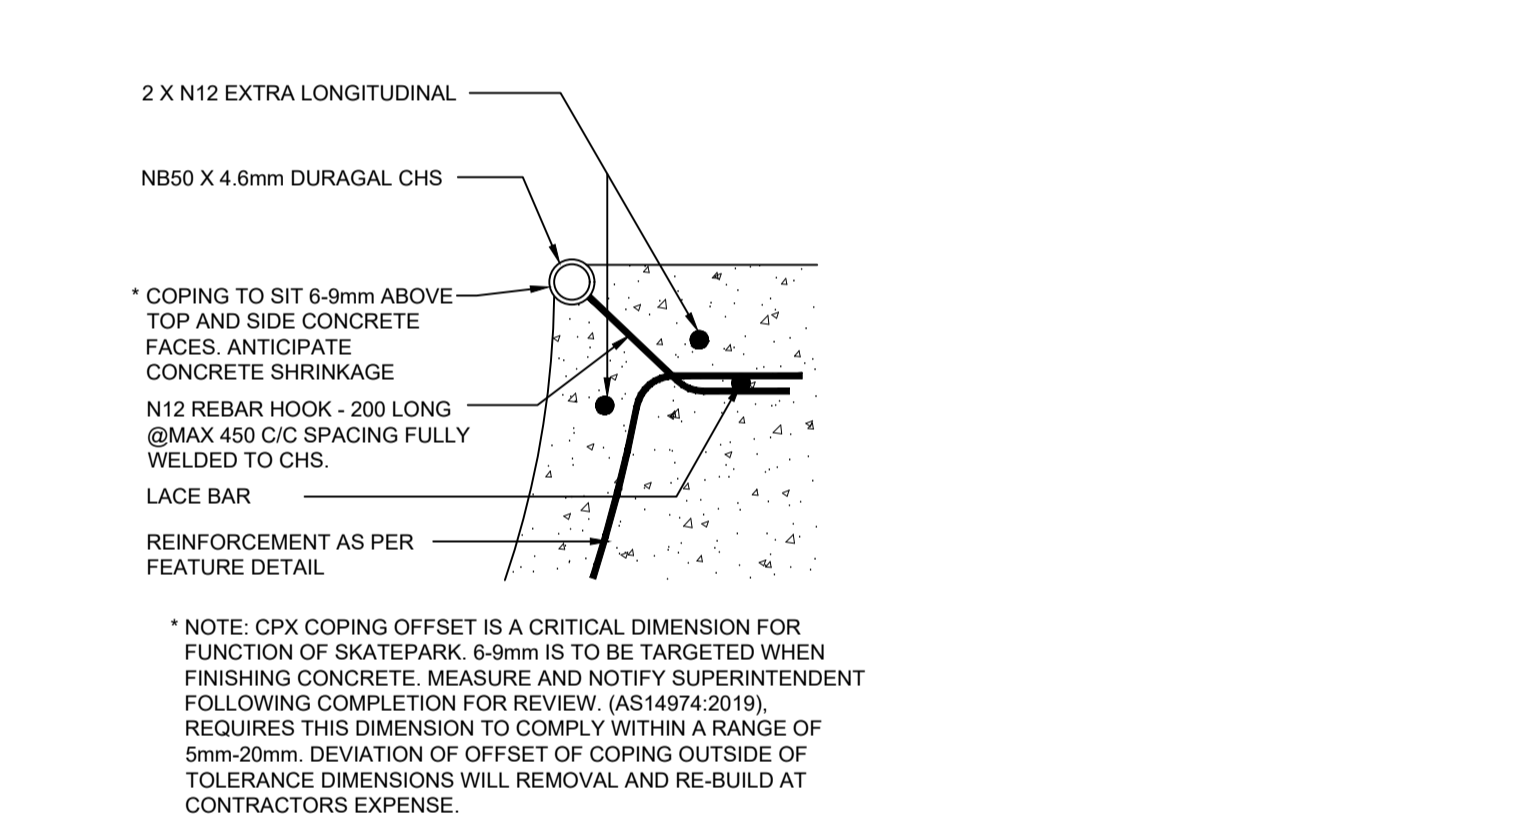 2 X N12 EXTRA LONGITUDINAL
NB50 X 4.6mm DURAGAL CHS
* COPING TO SIT 6-9mm ABOVE
TOP AND SIDE CONCRETE
FACES. ANTICIPATE
CONCRETE SHRINKAGE
N12 REBAR HOOK - 200 LONG
@MAX 450 C/C SPACING FULLY
WELDED TO CHS.
LACE BAR
REINFORCEMENT AS PER
FEATURE DETAIL
* NOTE: CPX COPING OFFSET IS A CRITICAL DIMENSION FOR
FUNCTION OF SKATEPARK. 6-9mm IS TO BE TARGETED WHEN
FINISHING CONCRETE. MEASURE AND NOTIFY SUPERINTENDENT
FOLLOWING COMPLETION FOR REVIEW. (AS14974:2019),
REQUIRES THIS DIMENSION TO COMPLY WITHIN A RANGE OF
5mm-20mm. DEVIATION OF OFFSET OF COPING OUTSIDE OF
TOLERANCE DIMENSIONS WILL REMOVAL AND RE-BUILD AT
CONTRACTORS EXPENSE.